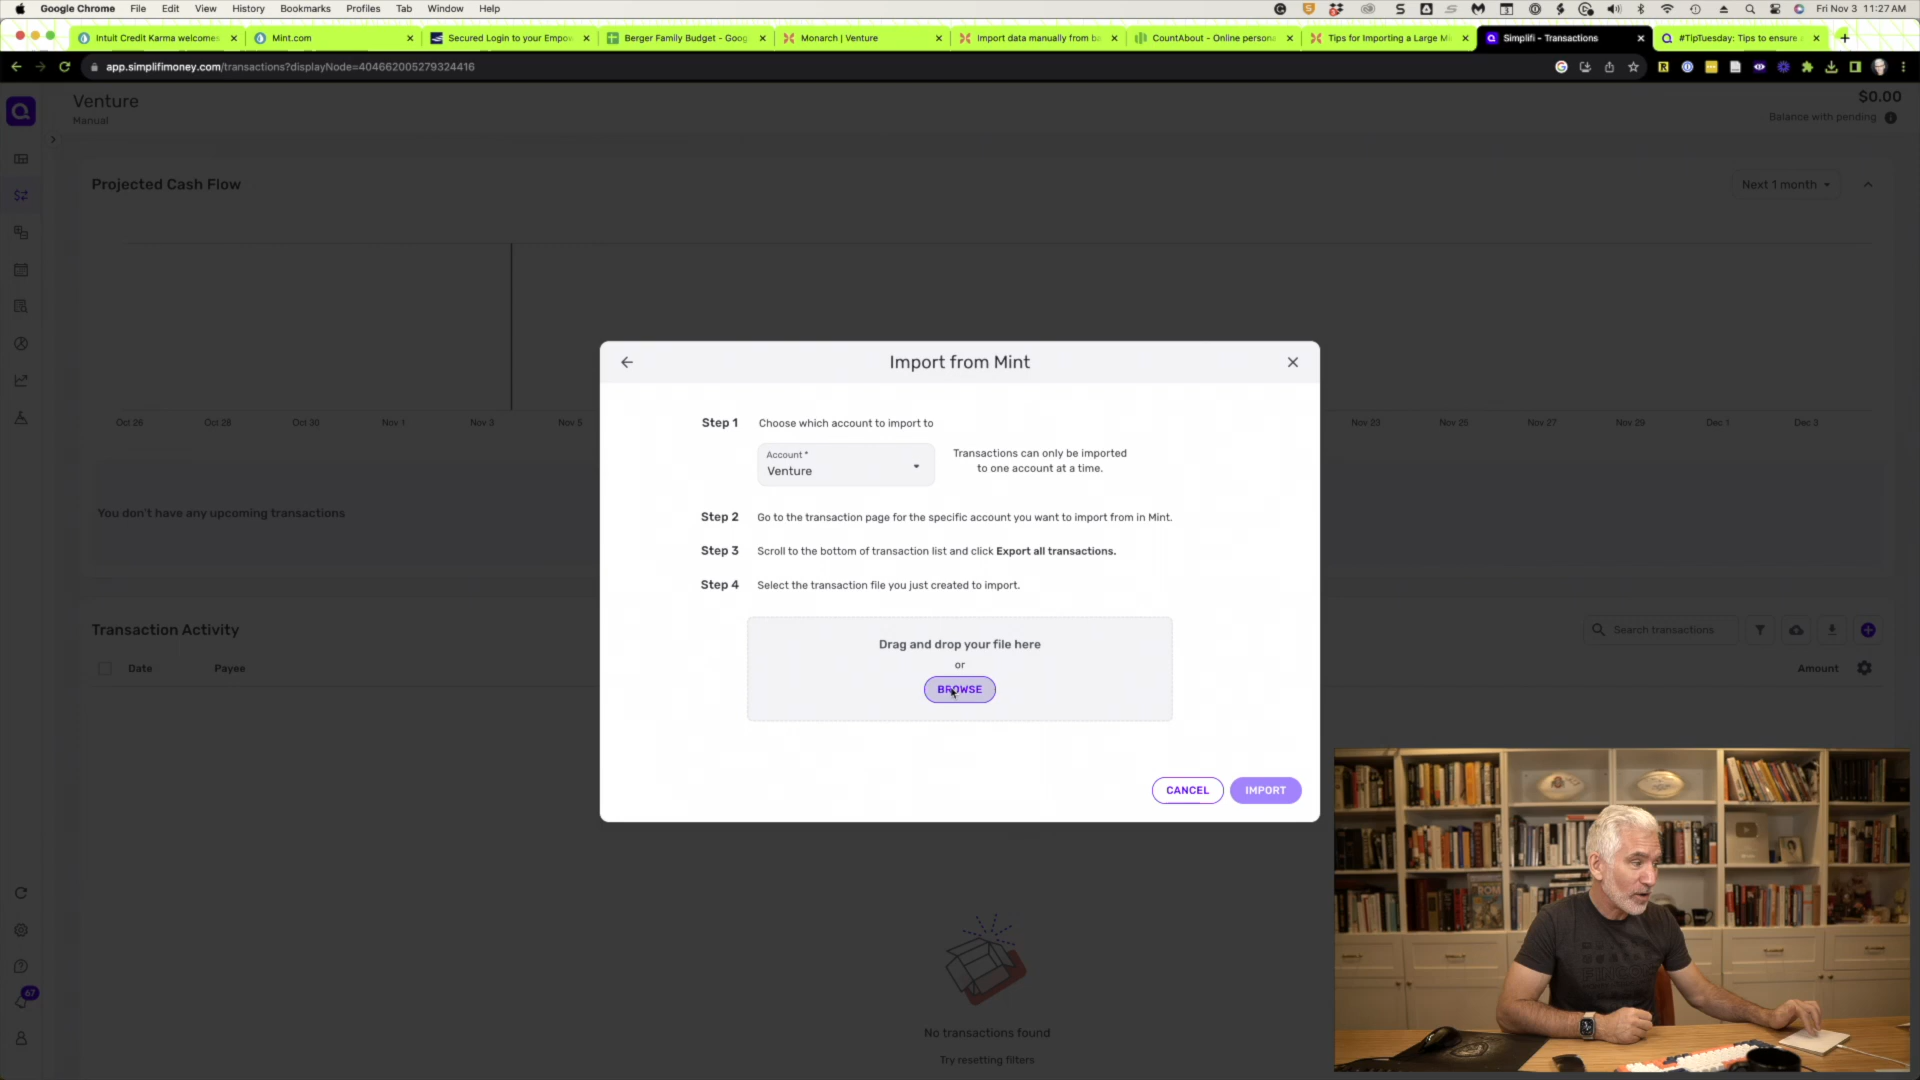 Google Chrome File Edit View History Bookmarks Profiles Tab Window Help
Fri Nov 3 11:27 AM
Intuit Credit Karma welcomes
Mint.com
Secured Login to your Empow
Berger Family Budget - Goog
Monarch | Venture
Import data manually from ba
CountAbout - Online persona
Tips for Importing a Large Mi
Simplifi - Transactions
#TipTuesday: Tips to ensure
app.simplifimoney.com/transactions?displayNode=404662005279324416
Venture
Manual
$0.00
Balance with pending
Projected Cash Flow
Next 1 month
Oct 26 Oct 28 Oct 30 Nov 1 Nov 3 Nov 5 Nov 23 Nov 25 Nov 27 Nov 29 Dec 1 Dec 3
You don't have any upcoming transactions
Transaction Activity
Search transactions
Date Payee Amount
Import from Mint
Step 1 Choose which account to import to
Account *
Venture
Transactions can only be imported
to one account at a time.
Step 2 Go to the transaction page for the specific account you want to import from in Mint.
Step 3 Scroll to the bottom of transaction list and click Export all transactions.
Step 4 Select the transaction file you just created to import.
Drag and drop your file here
or
BROWSE
CANCEL IMPORT
67
No transactions found
Try resetting filters